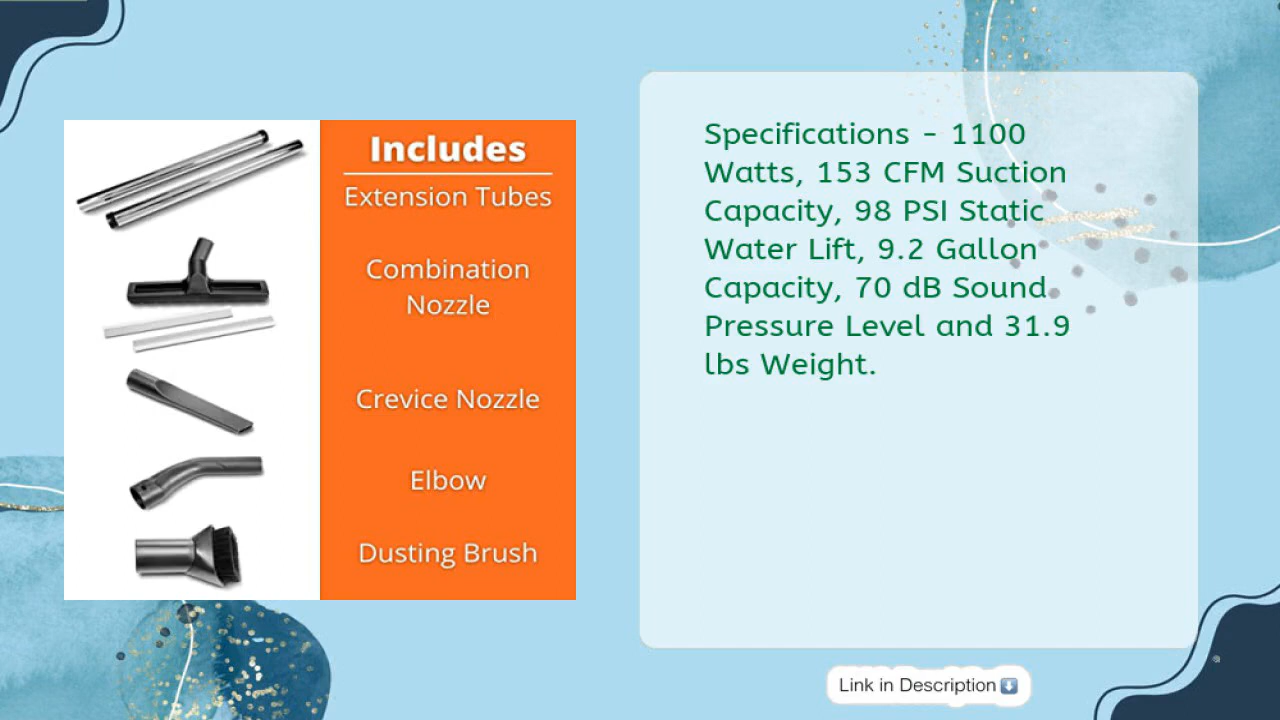 Includes
Extension Tubes
Combination
Nozzle
Crevice Nozzle
Elbow
Dusting Brush
Specifications - 1100
Watts, 153 CFM Suction
Capacity, 98 PSI Static
Water Lift, 9.2 Gallon
Capacity, 70 dB Sound
Pressure Level and 31.9
lbs Weight.
Link in Description